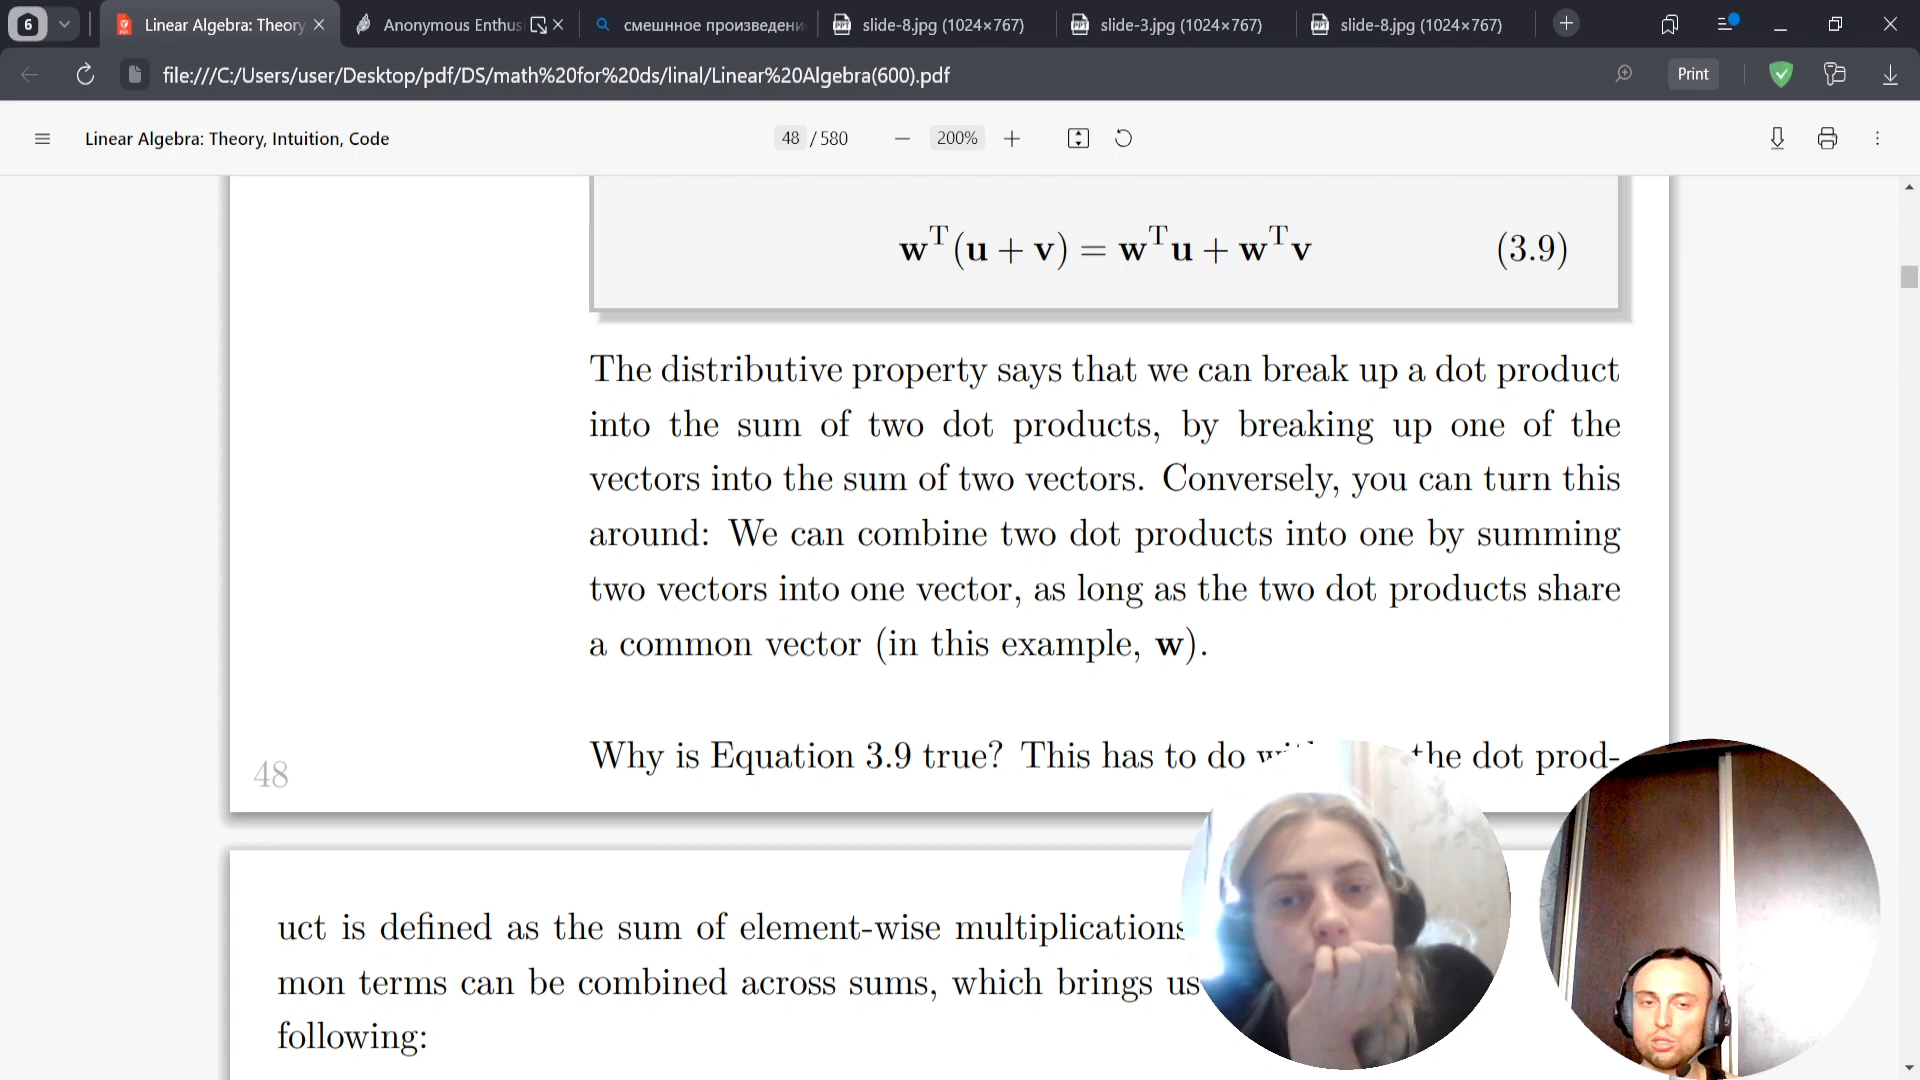 6
Linear Algebra: Theory
Anonymous Enthus
смешнное произведени
slide-8.jpg (1024×767)
slide-3.jpg (1024×767)
slide-8.jpg (1024×767)
file:///C:/Users/user/Desktop/pdf/DS/math%20for%20ds/linal/Linear%20Algebra(600).pdf
Print
Linear Algebra: Theory, Intuition, Code
48 / 580
200%
wᵀ(u + v) = wᵀu + wᵀv (3.9)
The distributive property says that we can break up a dot product
into the sum of two dot products, by breaking up one of the
vectors into the sum of two vectors. Conversely, you can turn this
around: We can combine two dot products into one by summing
two vectors into one vector, as long as the two dot products share
a common vector (in this example, w).
Why is Equation 3.9 true? This has to do the dot prod-
48
uct is defined as the sum of element-wise multiplications
mon terms can be combined across sums, which brings us
following: